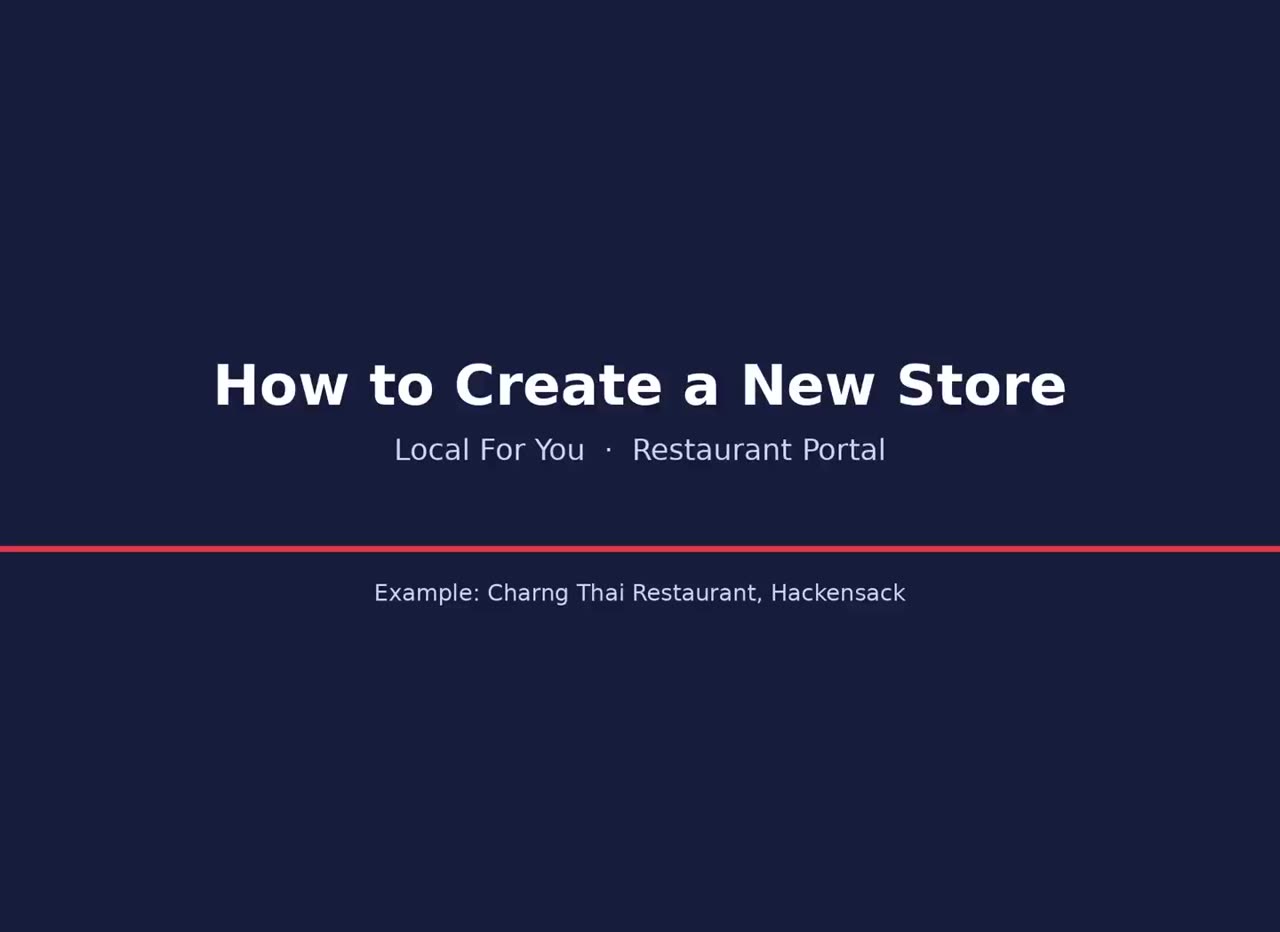 How to Create a New Store
Local For You · Restaurant Portal
Example: Charng Thai Restaurant, Hackensack